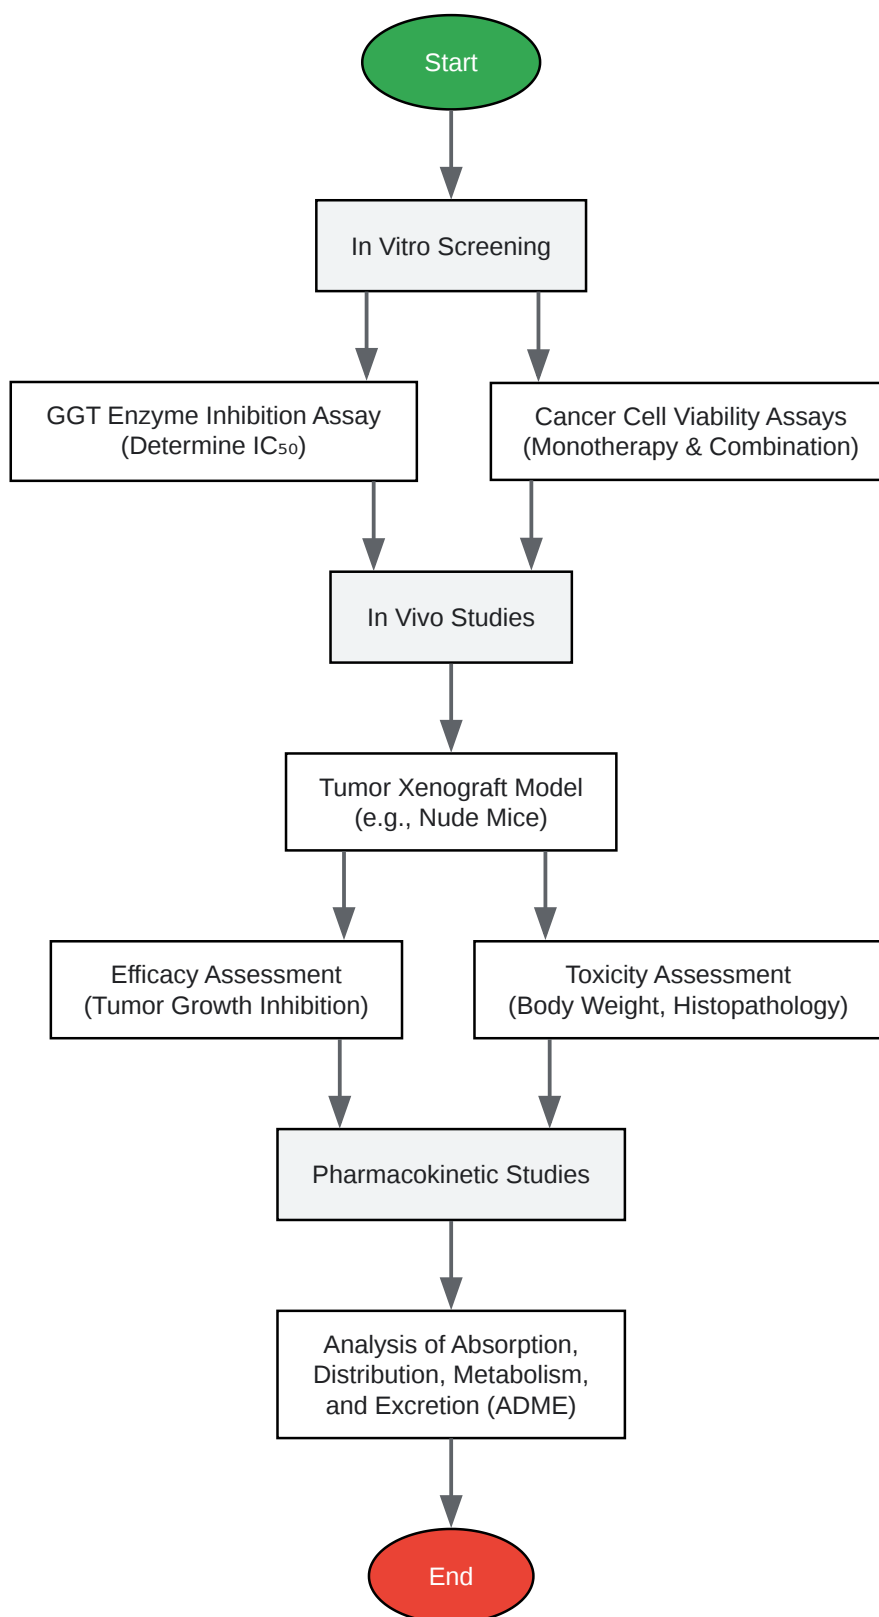 Start
In Vitro Screening
GGT Enzyme Inhibition Assay
(Determine IC₅₀)
Cancer Cell Viability Assays
(Monotherapy & Combination)
In Vivo Studies
Tumor Xenograft Model
(e.g., Nude Mice)
Efficacy Assessment
(Tumor Growth Inhibition)
Toxicity Assessment
(Body Weight, Histopathology)
Pharmacokinetic Studies
Analysis of Absorption,
Distribution, Metabolism,
and Excretion (ADME)
End